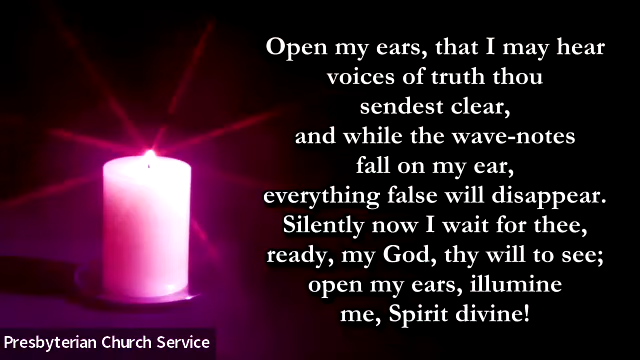 Open my ears, that I may hear
voices of truth thou
sendest clear,
and while the wave-notes
fall on my ear,
everything false will disappear.
Silently now I wait for thee,
ready, my God, thy will to see;
open my ears, illumine
me, Spirit divine!
Presbyterian Church Service